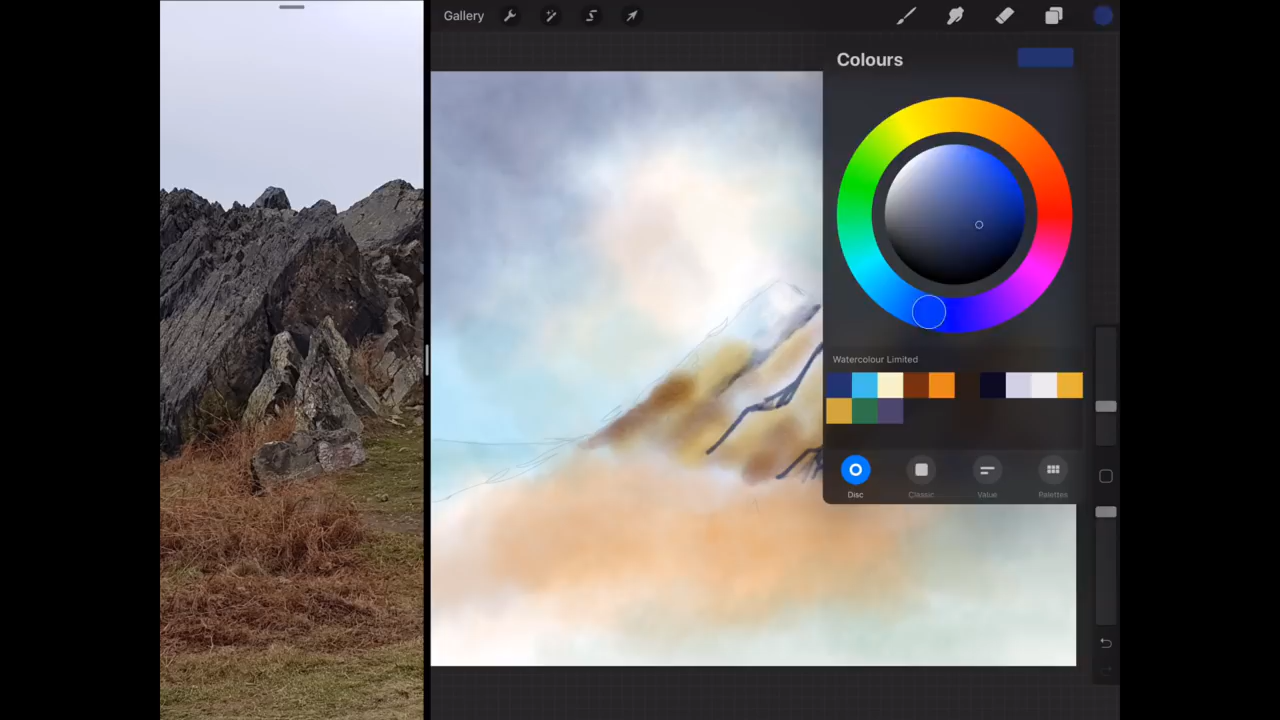 Gallery
Colours
Watercolour Limited
Disc
Classic
Value
Palettes